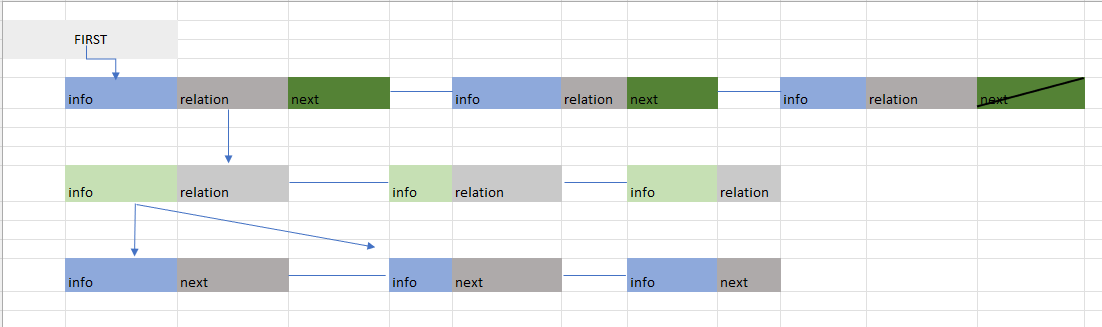 FIRST
info relation next info relation next info relation next
info relation info relation info relation
info next info next info next